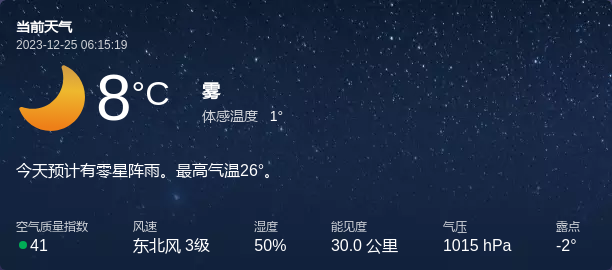 当前天气
2023-12-25 06:15:19
8°C
雾
体感温度 1°
今天预计有零星阵雨。最高气温26°。
空气质量指数 风速 湿度 能见度 气压 露点
41 东北风 3级 50% 30.0 公里 1015 hPa -2°